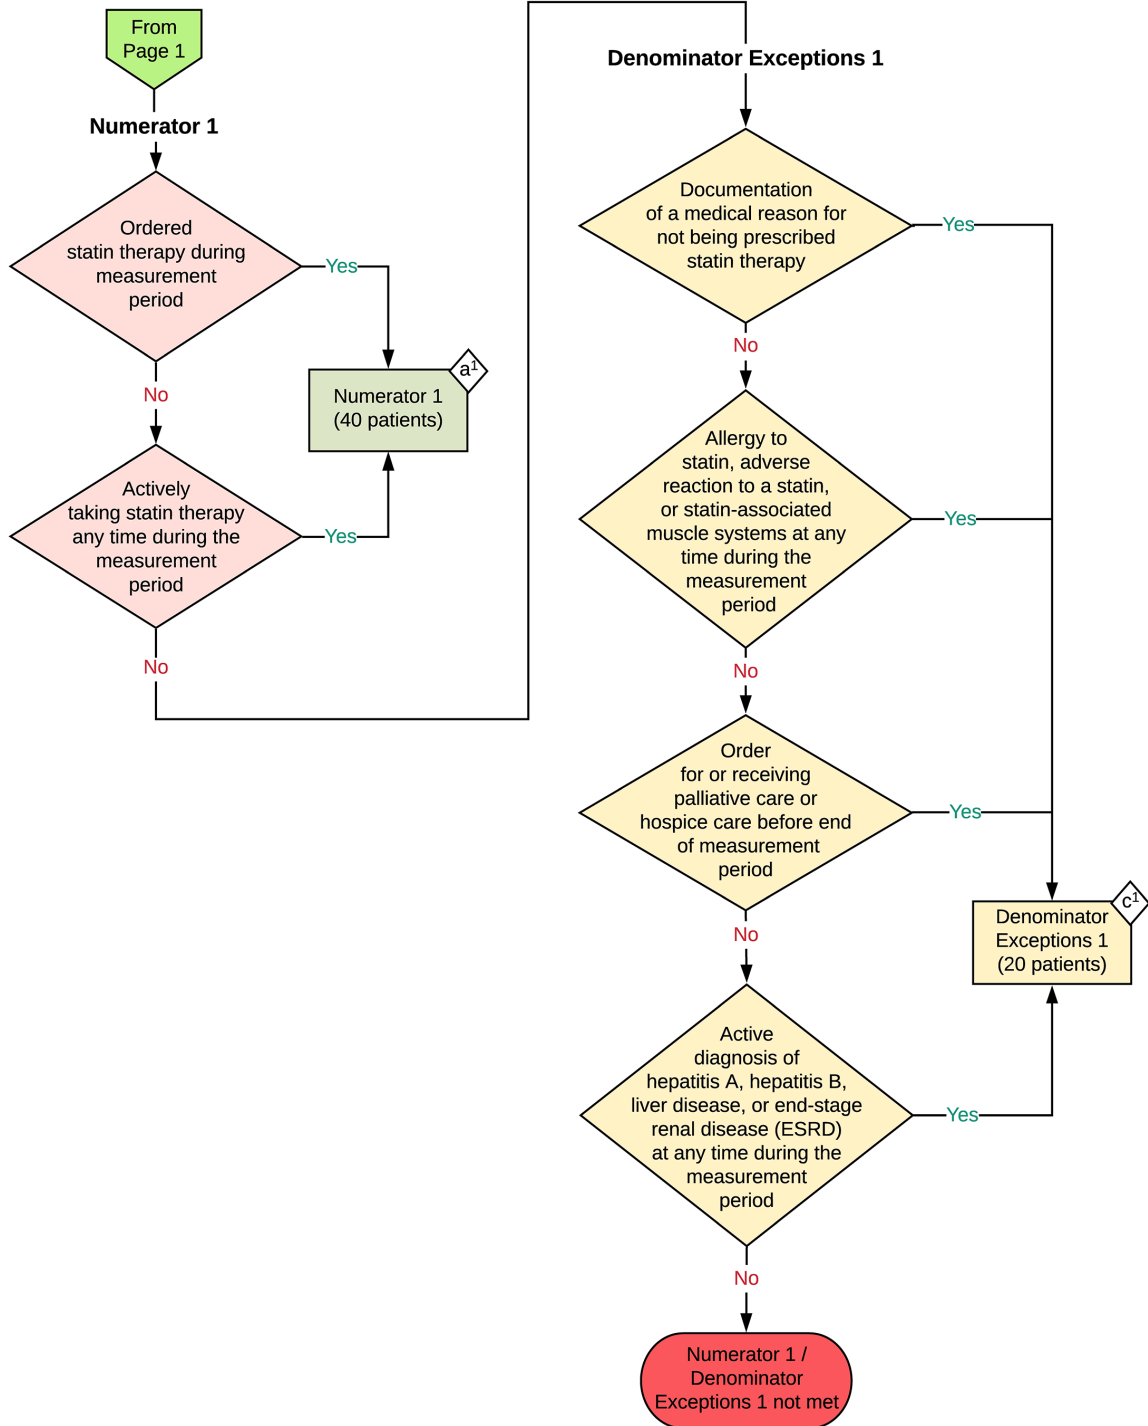 From
Page 1
Numerator 1
Ordered
statin therapy during
measurement
period
Yes
No
Numerator 1
(40 patients)
a¹
Actively
taking statin therapy
any time during the
measurement
period
Yes
No
Denominator Exceptions 1
Documentation
of a medical reason for
not being prescribed
statin therapy
Yes
No
Allergy to
statin, adverse
reaction to a statin,
or statin-associated
muscle systems at any
time during the
measurement
period
Yes
No
Order
for or receiving
palliative care or
hospice care before end
of measurement
period
Yes
No
Denominator
Exceptions 1
(20 patients)
c¹
Active
diagnosis of
hepatitis A, hepatitis B,
liver disease, or end-stage
renal disease (ESRD)
at any time during the
measurement
period
Yes
No
Numerator 1 /
Denominator
Exceptions 1 not met